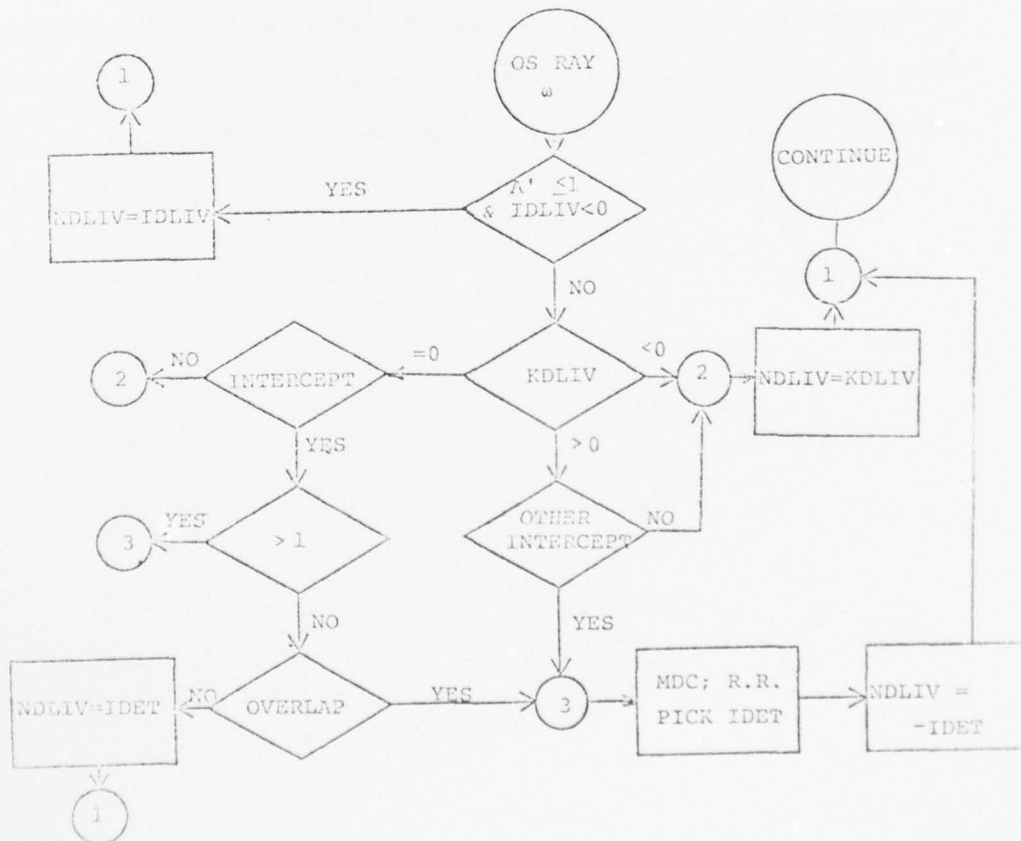 OS RAY
ω
1
CONTINUE
A' ≤1
& IDLIV<0
YES
NDLIV=IDLIV
NO
1
KDLIV
=0
<0
INTERCEPT
NO
2
2
NDLIV=KDLIV
YES
>0
>1
YES
3
OTHER
INTERCEPT
NO
NO
YES
OVERLAP
NO
NDLIV=IDET
YES
3
MDC; R.R.
PICK IDET
NDLIV =
-IDET
1